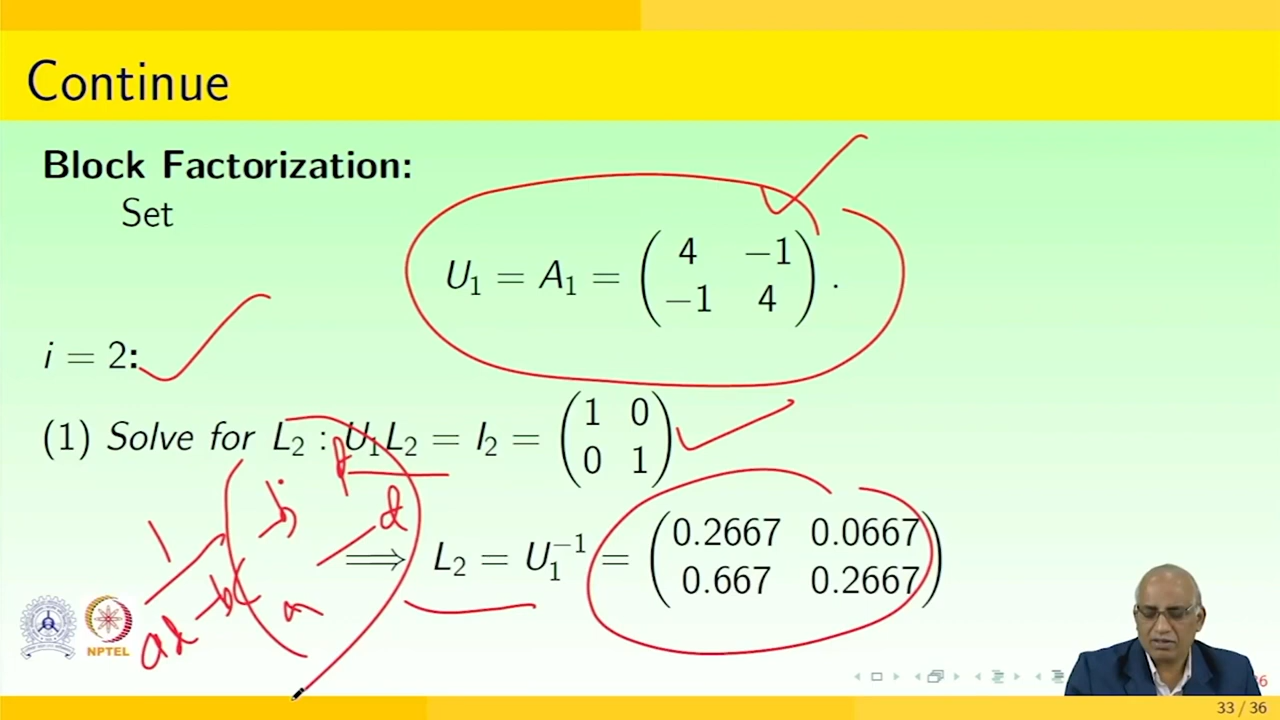 Continue
Block Factorization:
Set
U₁ = A₁ = ( 4 −1
−1 4 ) .
i = 2:
(1) Solve for L₂ : U₁L₂ = I₂ = ( 1 0
0 1 )
⟹ L₂ = U₁⁻¹ = ( 0.2667 0.0667
0.667 0.2667 )
1
NPTEL
33 / 36